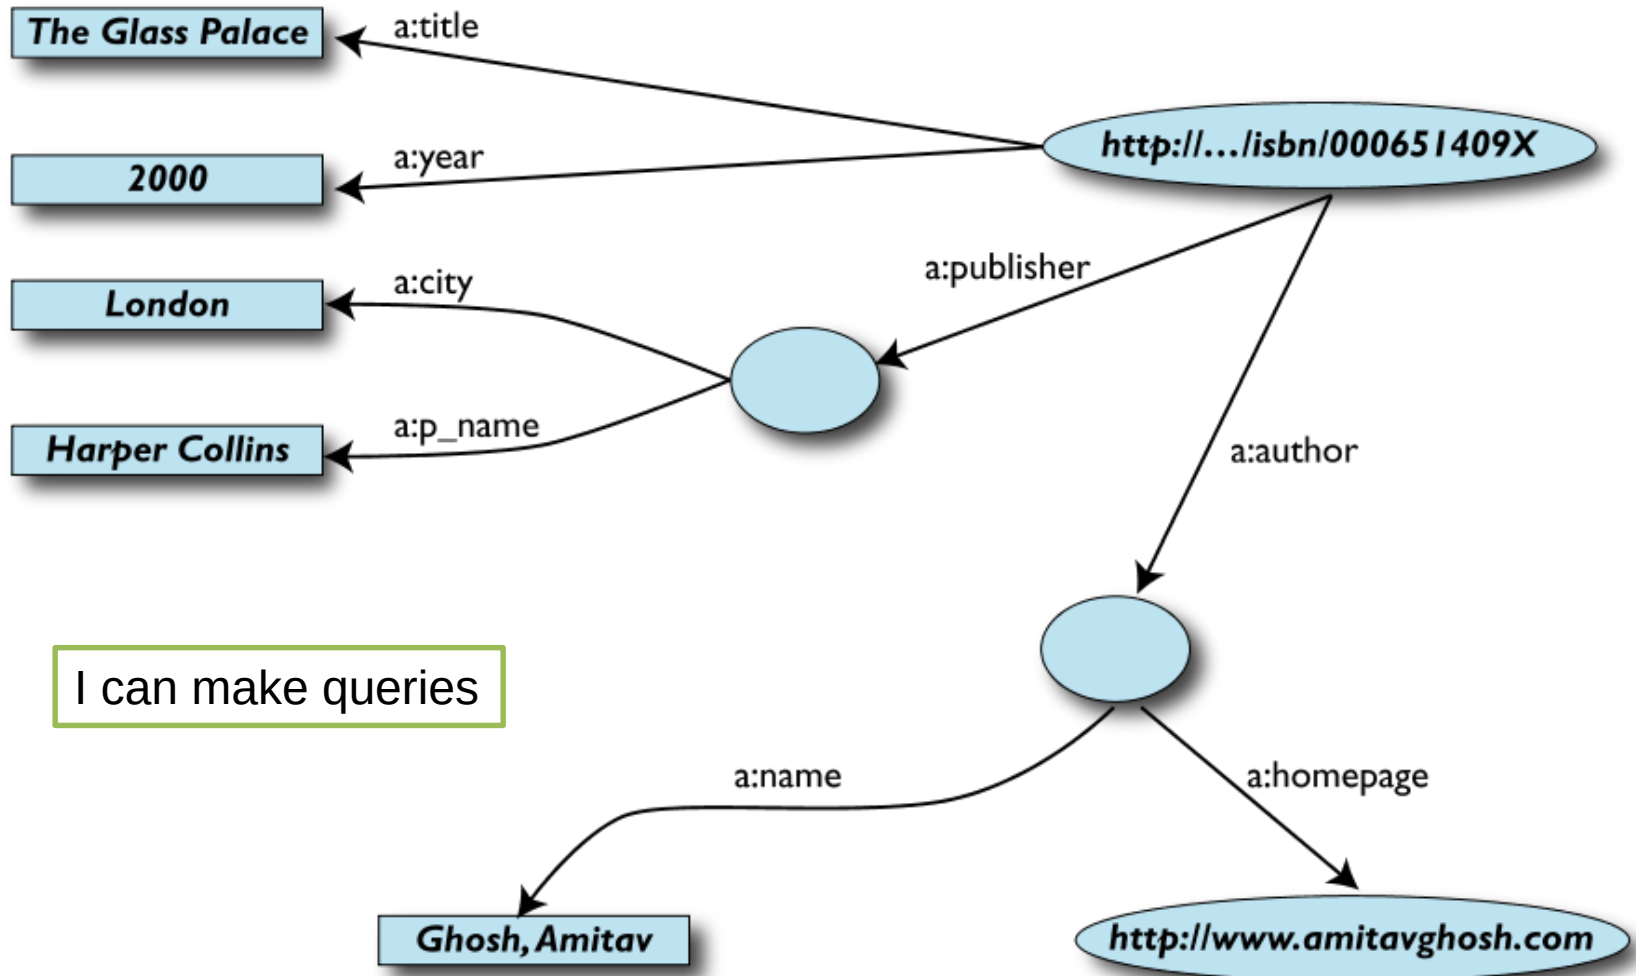 The Glass Palace
a:title
http://…/isbn/000651409X
a:year
2000
a:publisher
a:city
London
a:p_name
Harper Collins
a:author
I can make queries
a:name
a:homepage
Ghosh, Amitav
http://www.amitavghosh.com